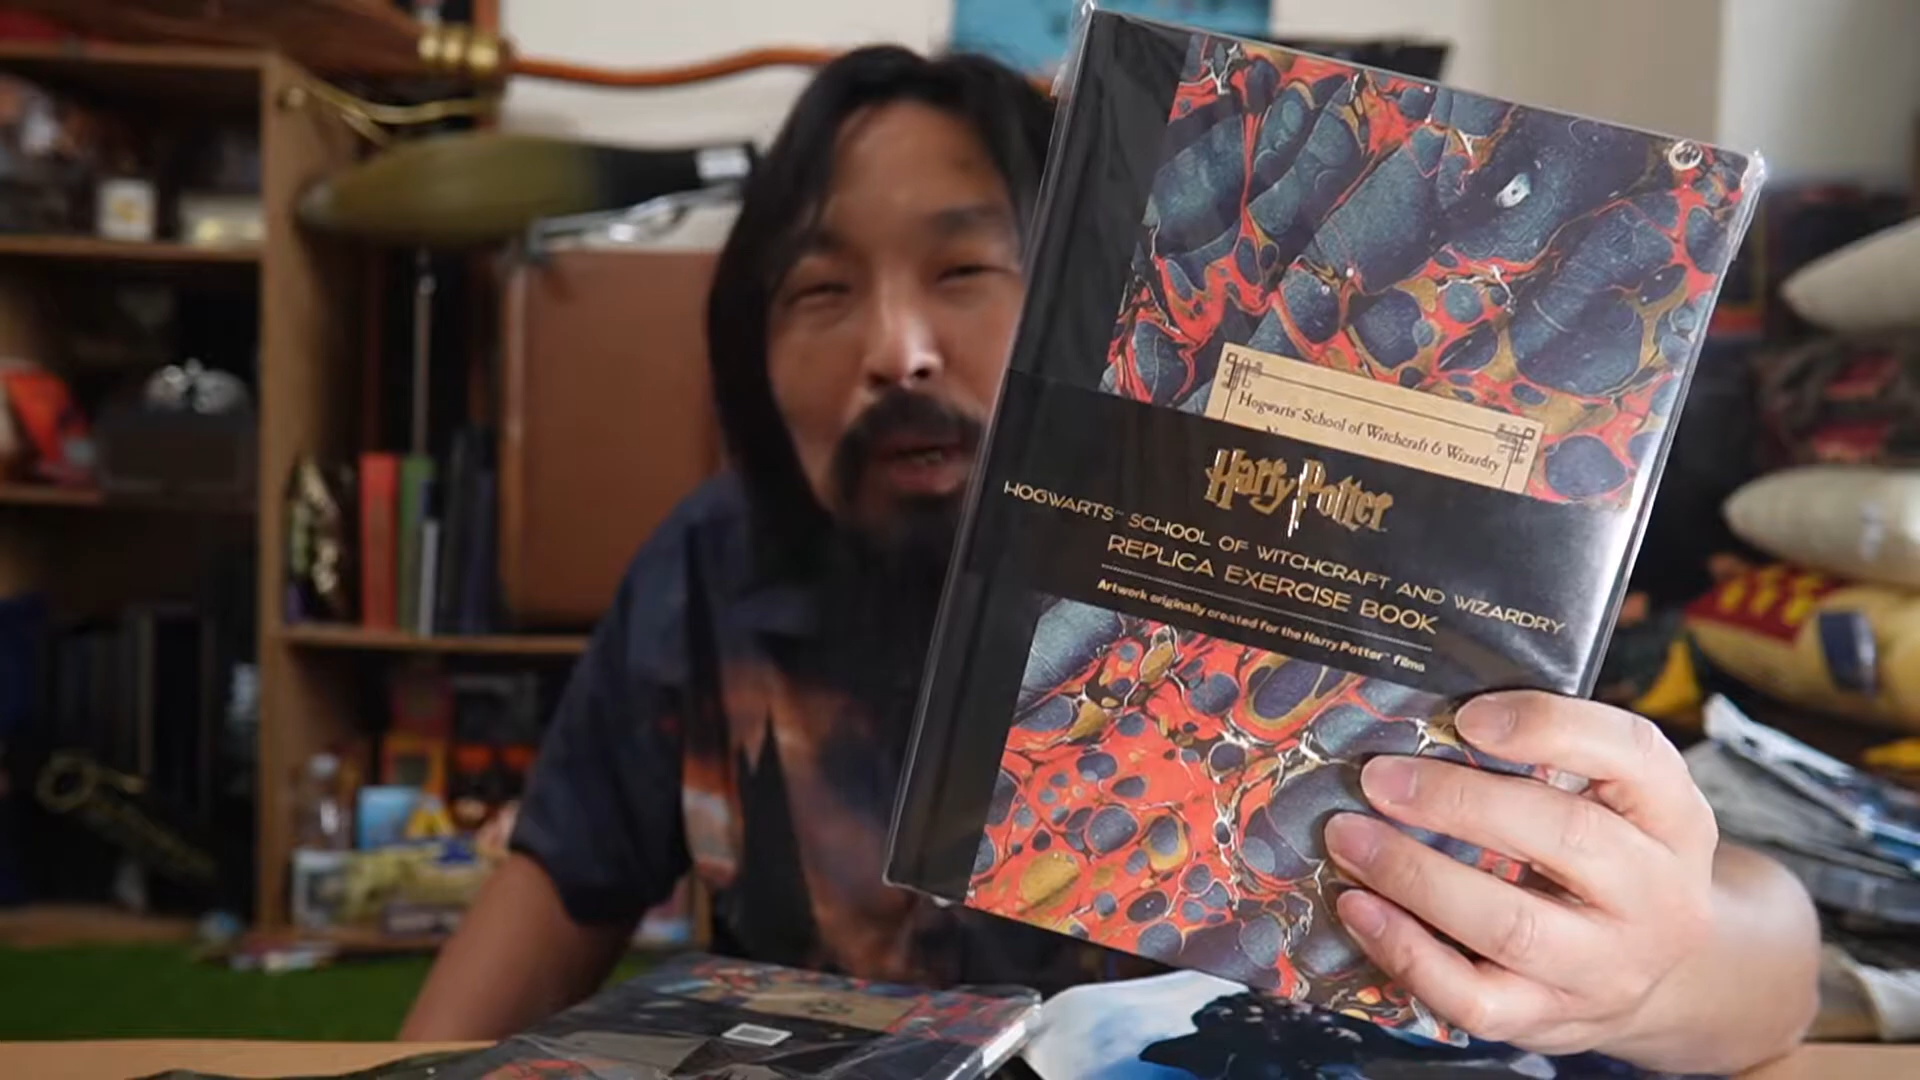 Hogwarts™ School of Witchcraft & Wizardry
Harry Potter
HOGWARTS™ SCHOOL OF WITCHCRAFT AND WIZARDRY
REPLICA EXERCISE BOOK
Artwork originally created for the Harry Potter™ films